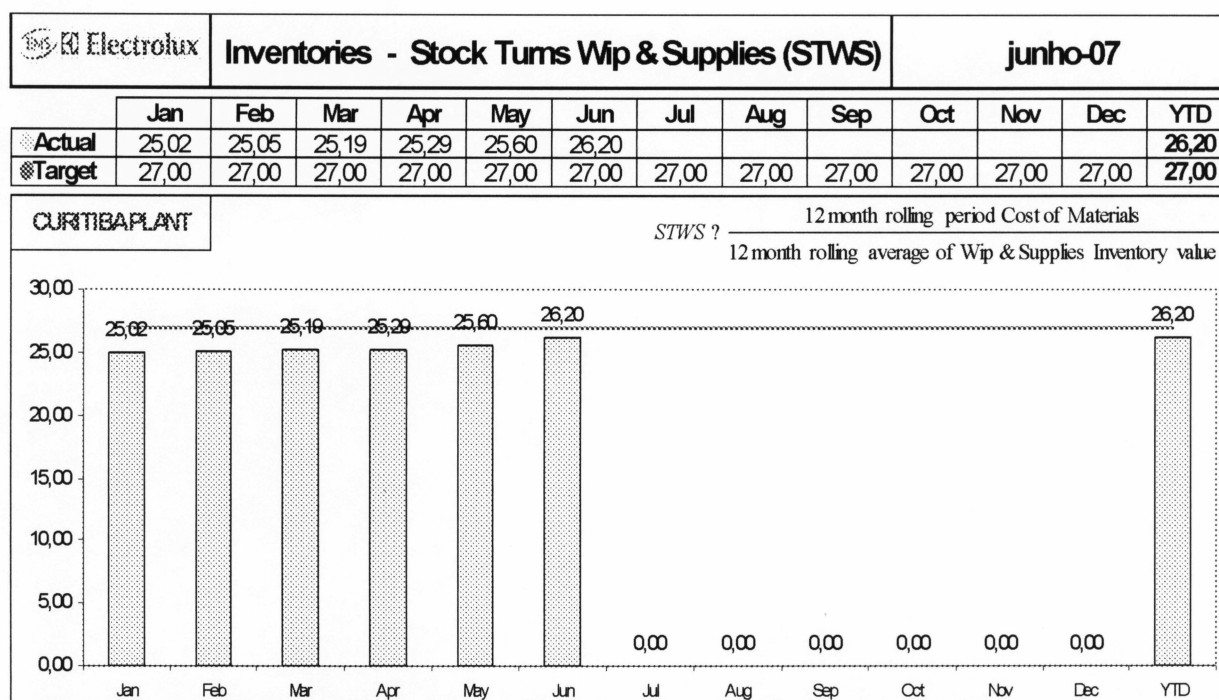 EMS Electrolux
Inventories - Stock Turns Wip & Supplies (STWS)
junho-07
Jan Feb Mar Apr May Jun Jul Aug Sep Oct Nov Dec YTD
Actual 25,02 25,05 25,19 25,29 25,60 26,20 26,20
Target 27,00 27,00 27,00 27,00 27,00 27,00 27,00 27,00 27,00 27,00 27,00 27,00 27,00
CURITIBA PLANT
12 month rolling period Cost of Materials
STWS ?
12 month rolling average of Wip & Supplies Inventory value
30,00
25,02 25,05 25,19 25,29 25,60 26,20 26,20
25,00
20,00
15,00
10,00
5,00
0,00 0,00 0,00 0,00 0,00 0,00
0,00
Jan Feb Mar Apr May Jun Jul Aug Sep Oct Nov Dec YTD